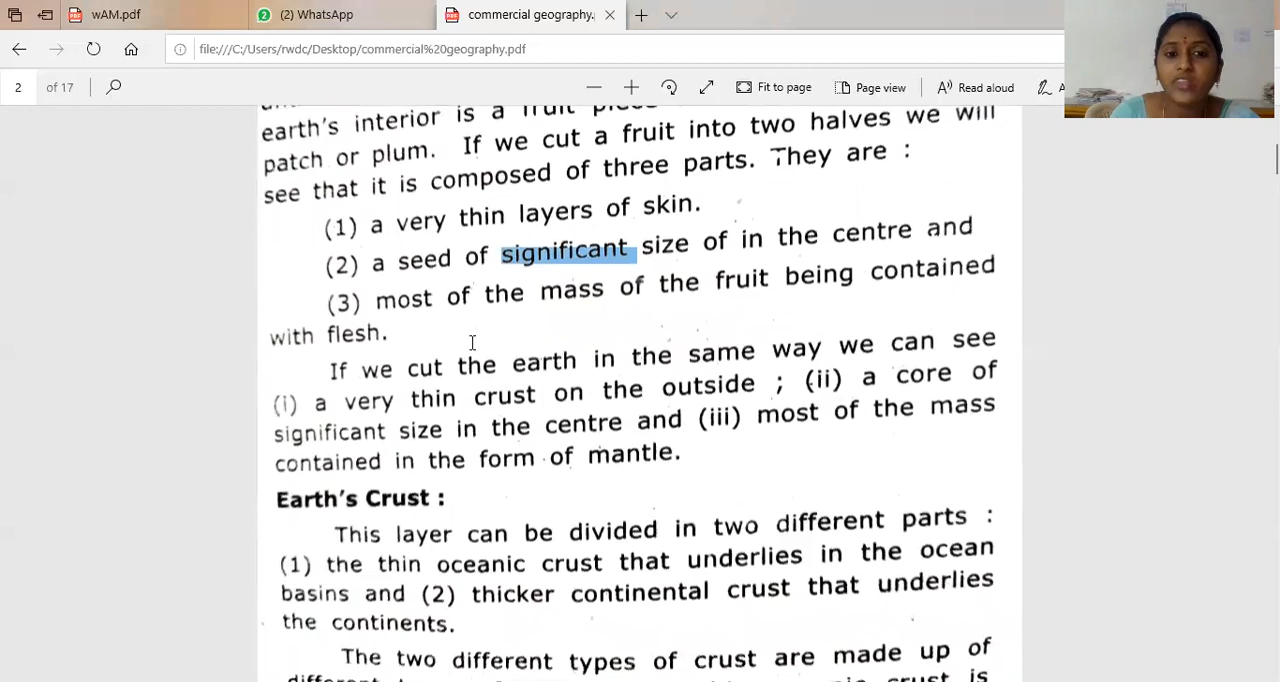 wAM.pdf
2 (2) WhatsApp
commercial geography.
file:///C:/Users/rwdc/Desktop/commercial%20geography.pdf
2 of 17 Fit to page Page view Read aloud
earth's interior is a fruit
patch or plum. If we cut a fruit into two halves we will
see that it is composed of three parts. They are :
(1) a very thin layers of skin.
(2) a seed of significant size of in the centre and
(3) most of the mass of the fruit being contained
with flesh.
If we cut the earth in the same way we can see
(i) a very thin crust on the outside ; (ii) a core of
significant size in the centre and (iii) most of the mass
contained in the form of mantle.
Earth's Crust :
This layer can be divided in two different parts :
(1) the thin oceanic crust that underlies in the ocean
basins and (2) thicker continental crust that underlies
the continents.
The two different types of crust are made up of
crust is